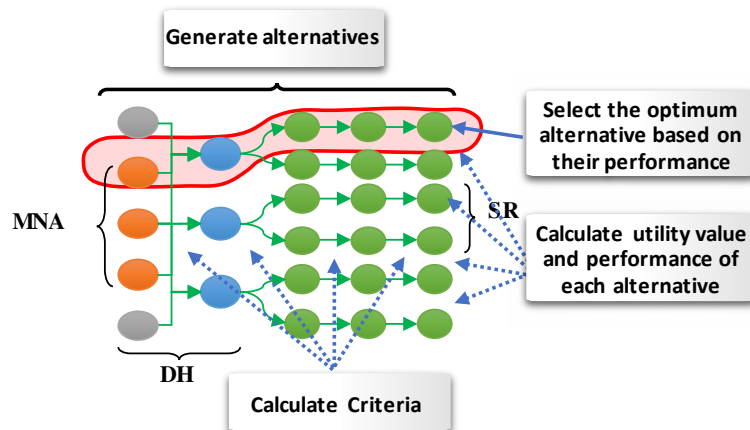 Generate alternatives
Select the optimum
alternative based on
their performance
MNA
SR
Calculate utility value
and performance of
each alternative
DH
Calculate Criteria